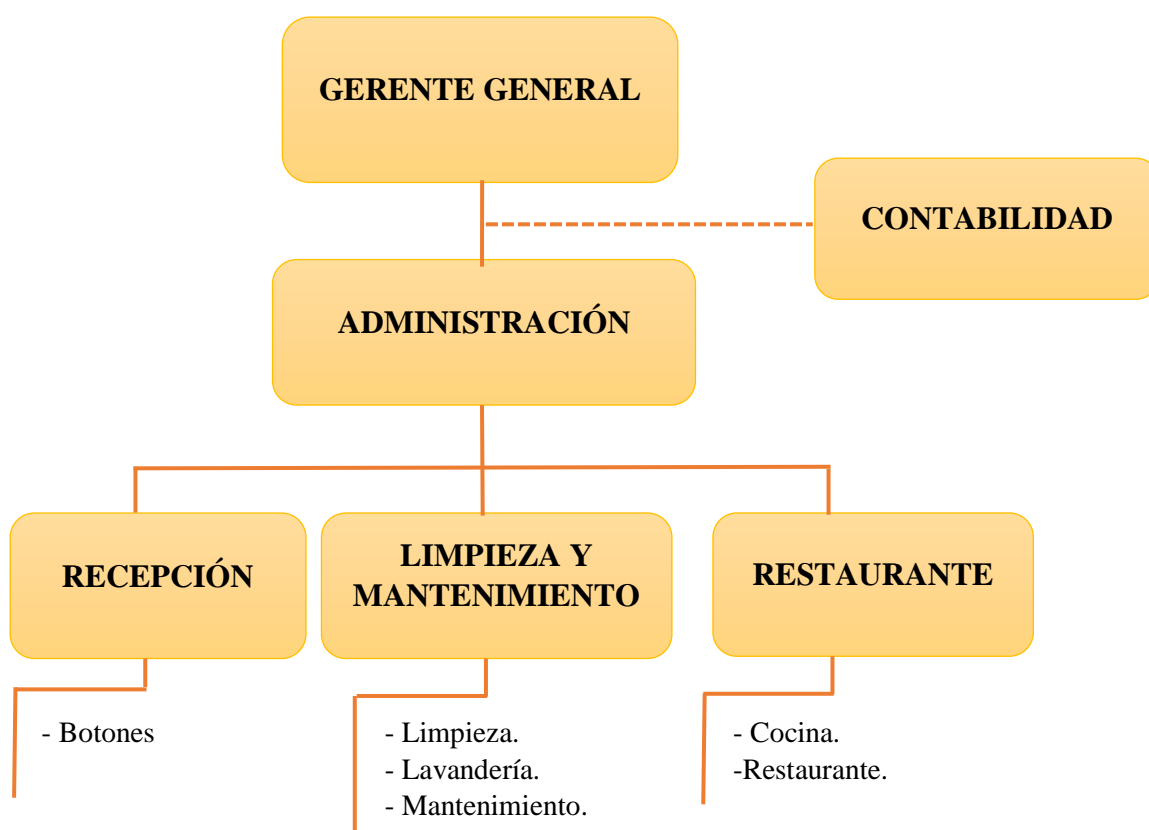 GERENTE GENERAL
CONTABILIDAD
ADMINISTRACIÓN
RECEPCIÓN
LIMPIEZA Y
MANTENIMIENTO
RESTAURANTE
- Botones
- Limpieza.
- Lavandería.
- Mantenimiento.
- Cocina.
-Restaurante.